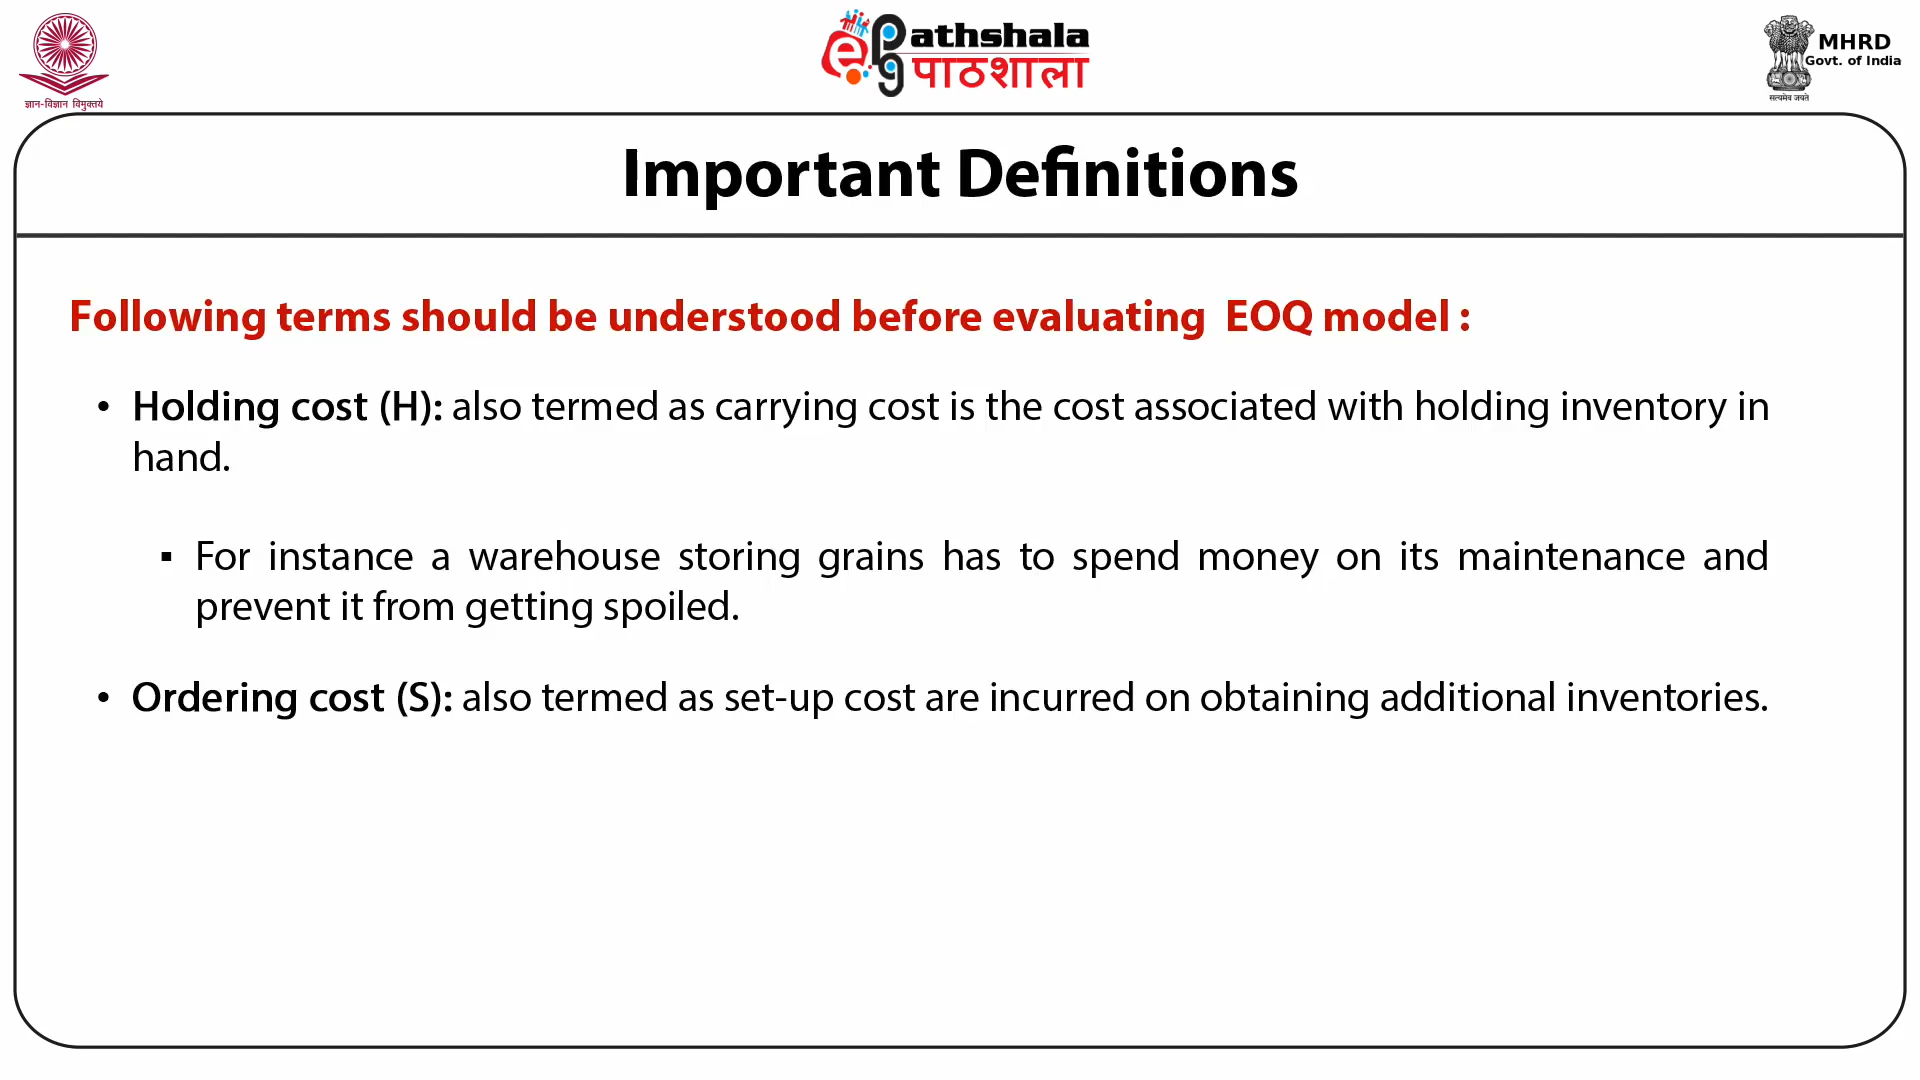 ज्ञान-विज्ञान विमुक्तये
ePg Pathshala
पाठशाला
MHRD
Govt. of India
सत्यमेव जयते
Important Definitions
Following terms should be understood before evaluating EOQ model :
• Holding cost (H): also termed as carrying cost is the cost associated with holding inventory in
hand.
▪ For instance a warehouse storing grains has to spend money on its maintenance and
prevent it from getting spoiled.
• Ordering cost (S): also termed as set-up cost are incurred on obtaining additional inventories.